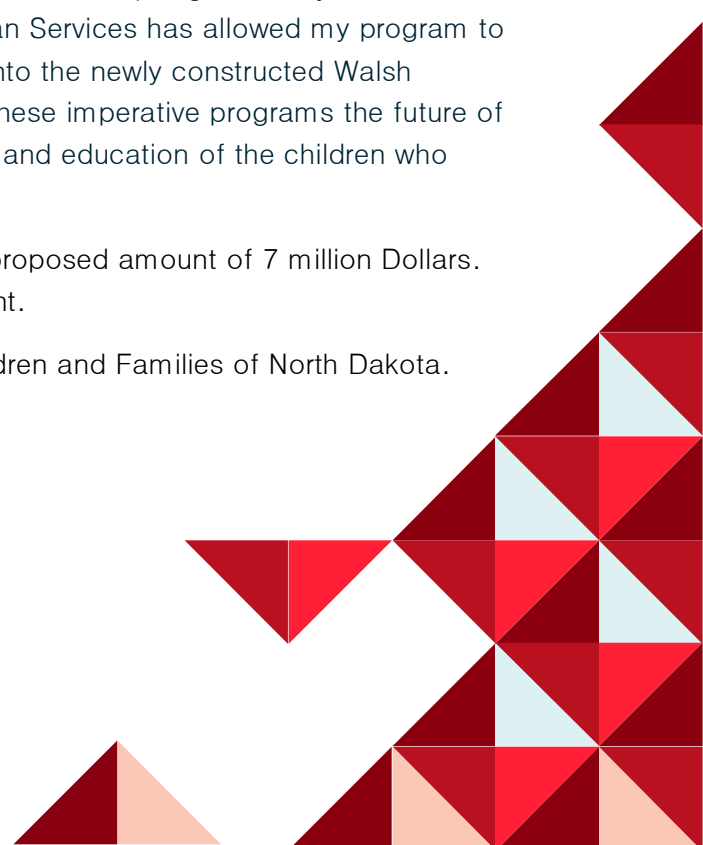 an Services has allowed my program to
nto the newly constructed Walsh
hese imperative programs the future of
and education of the children who
proposed amount of 7 million Dollars.
nt.
dren and Families of North Dakota.